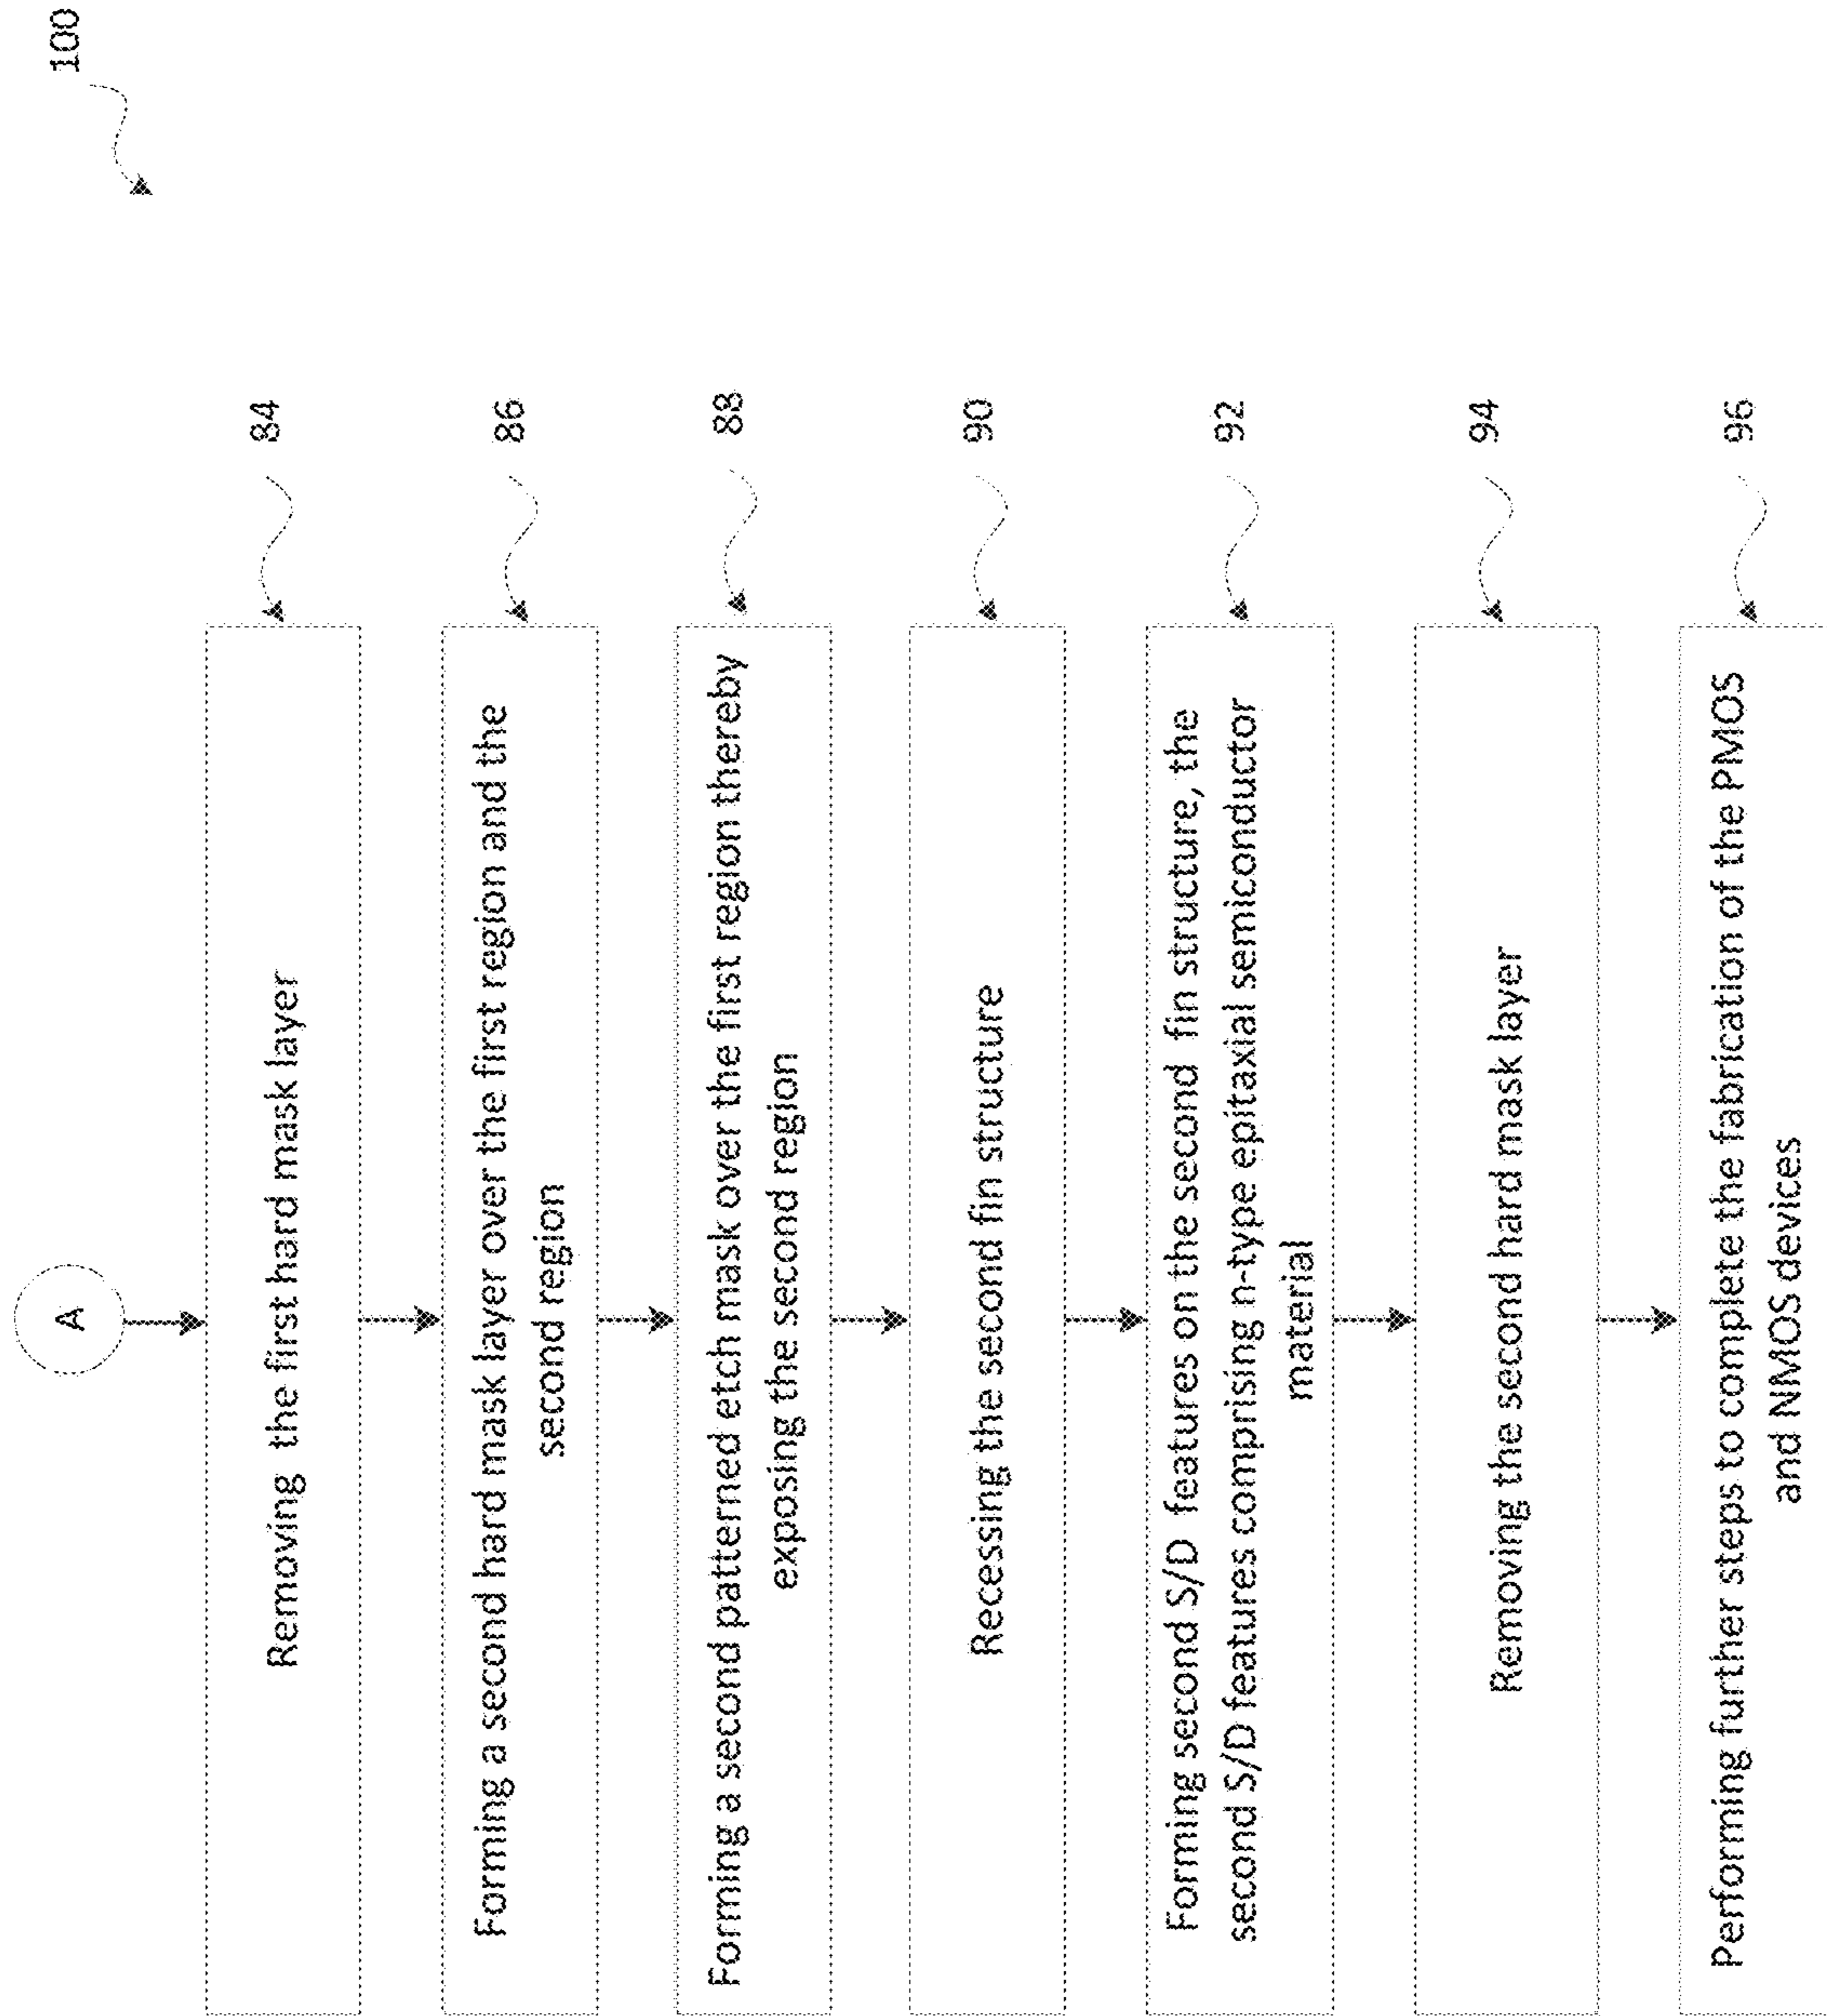 100
A
Removing the first hard mask layer
84
Forming a second hard mask layer over the first region and the
second region
86
Forming a second patterned etch mask over the first region thereby
exposing the second region
88
Recessing the second fin structure
90
Forming second S/D features on the second fin structure, the
second S/D features comprising n-type epitaxial semiconductor
material
92
Removing the second hard mask layer
94
Performing further steps to complete the fabrication of the PMOS
and NMOS devices
96